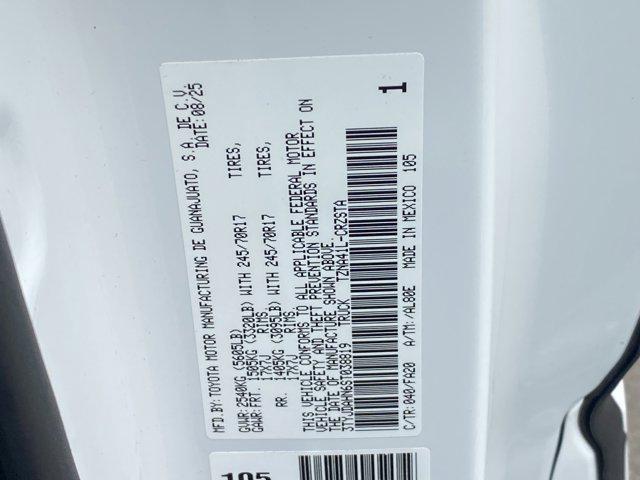 MFD.BY:TOYOTA MOTOR MANUFACTURING DE GUANAJUATO, S.A. DE C.V.
DATE:08/25
GVWR:2540KG (5605LB)
GAWR:FRT. 1505KG (3320LB) WITH 245/70R17 TIRES,
17X7J RIMS
RR. 1405KG (3095LB) WITH 245/70R17 TIRES,
17X7J RIMS
THIS VEHICLE CONFORMS TO ALL APPLICABLE FEDERAL MOTOR
VEHICLE SAFETY AND THEFT PREVENTION STANDARDS IN EFFECT ON
THE DATE OF MANUFACTURE SHOWN ABOVE.
3TYJDAHN6ST038819 TRUCK TZNA41L-CRZSTA
C/TR:040/FA20 A/TM:/AL80E MADE IN MEXICO 105
1
105